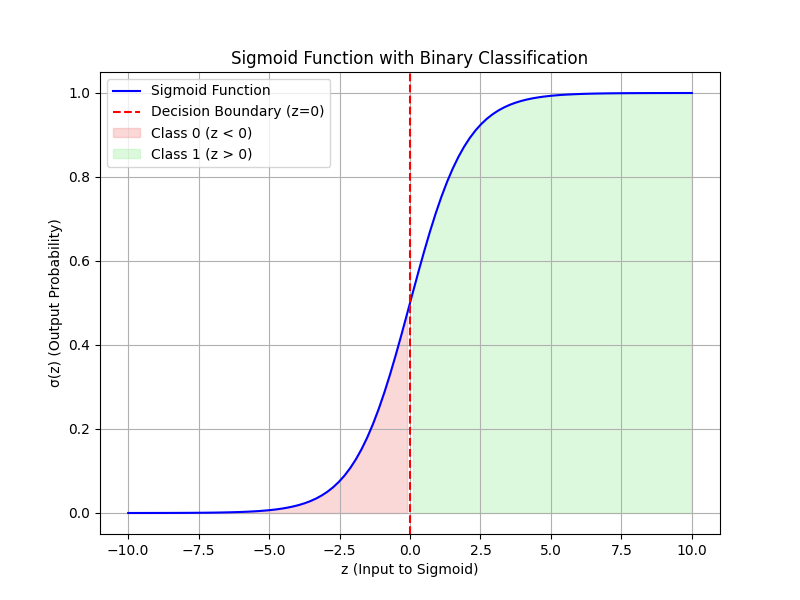 Sigmoid Function with Binary Classification
Sigmoid Function
Decision Boundary (z=0)
Class 0 (z < 0)
Class 1 (z > 0)
σ(z) (Output Probability)
1.0
0.8
0.6
0.4
0.2
0.0
−10.0 −7.5 −5.0 −2.5 0.0 2.5 5.0 7.5 10.0
z (Input to Sigmoid)